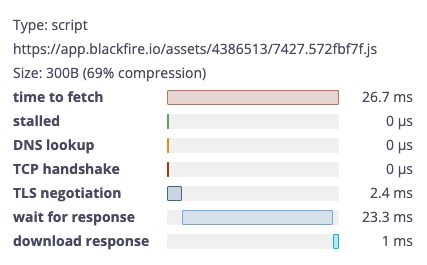 Type: script
https://app.blackfire.io/assets/4386513/7427.572fbf7f.js
Size: 300B (69% compression)
time to fetch 26.7 ms
stalled 0 µs
DNS lookup 0 µs
TCP handshake 0 µs
TLS negotiation 2.4 ms
wait for response 23.3 ms
download response 1 ms